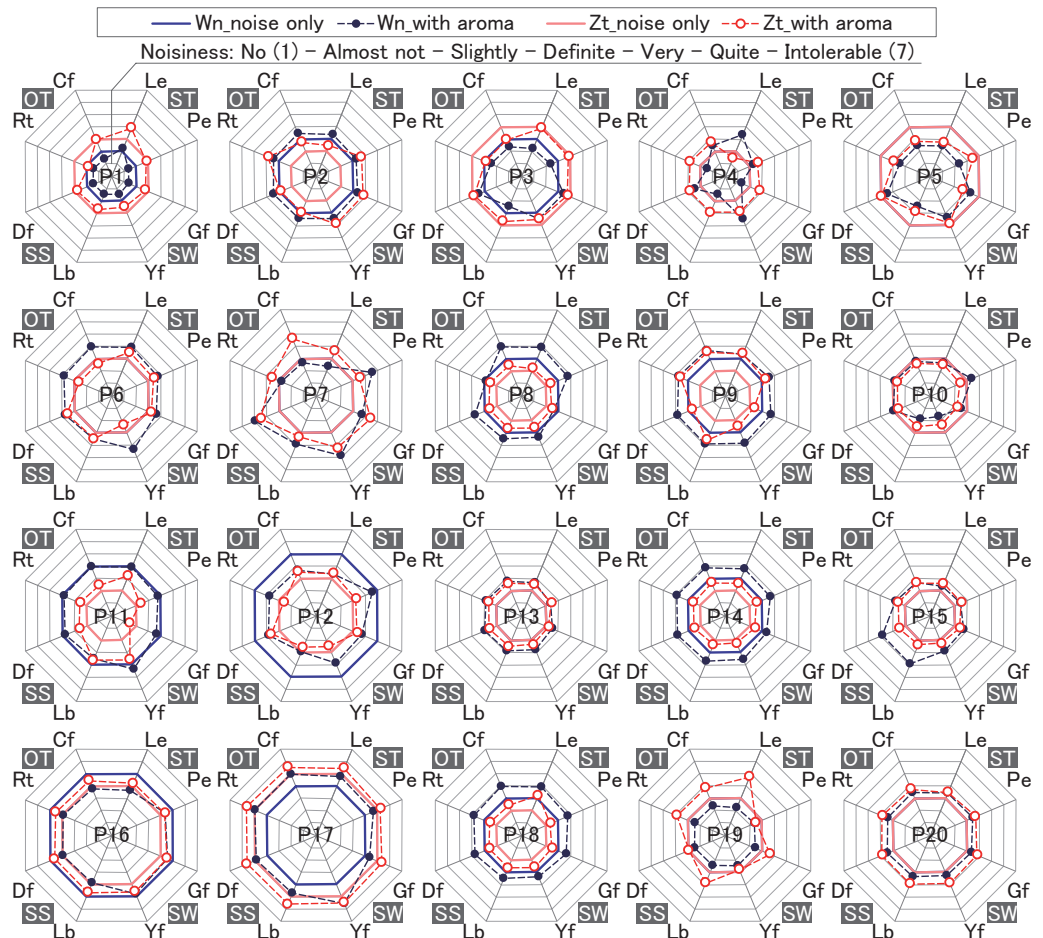 Wn_noise only Wn_with aroma Zt_noise only Zt_with aroma
Noisiness: No (1) – Almost not – Slightly – Definite – Very – Quite – Intolerable (7)
Cf Le Cf Le Cf Le Cf Le Cf Le
OT ST OT ST OT ST OT ST OT ST
Rt Pe Rt Pe Rt Pe Rt Pe Rt Pe
P1 P2 P3 P4 P5
Df Gf Df Gf Df Gf Df Gf Df Gf
SS SW SS SW SS SW SS SW SS SW
Lb Yf Lb Yf Lb Yf Lb Yf Lb Yf
Cf Le Cf Le Cf Le Cf Le Cf Le
OT ST OT ST OT ST OT ST OT ST
Rt Pe Rt Pe Rt Pe Rt Pe Rt Pe
P6 P7 P8 P9 P10
Df Gf Df Gf Df Gf Df Gf Df Gf
SS SW SS SW SS SW SS SW SS SW
Lb Yf Lb Yf Lb Yf Lb Yf Lb Yf
Cf Le Cf Le Cf Le Cf Le Cf Le
OT ST OT ST OT ST OT ST OT ST
Rt Pe Rt Pe Rt Pe Rt Pe Rt Pe
P11 P12 P13 P14 P15
Df Gf Df Gf Df Gf Df Gf Df Gf
SS SW SS SW SS SW SS SW SS SW
Lb Yf Lb Yf Lb Yf Lb Yf Lb Yf
Cf Le Cf Le Cf Le Cf Le Cf Le
OT ST OT ST OT ST OT ST OT ST
Rt Pe Rt Pe Rt Pe Rt Pe Rt Pe
P16 P17 P18 P19 P20
Df Gf Df Gf Df Gf Df Gf Df Gf
SS SW SS SW SS SW SS SW SS SW
Lb Yf Lb Yf Lb Yf Lb Yf Lb Yf